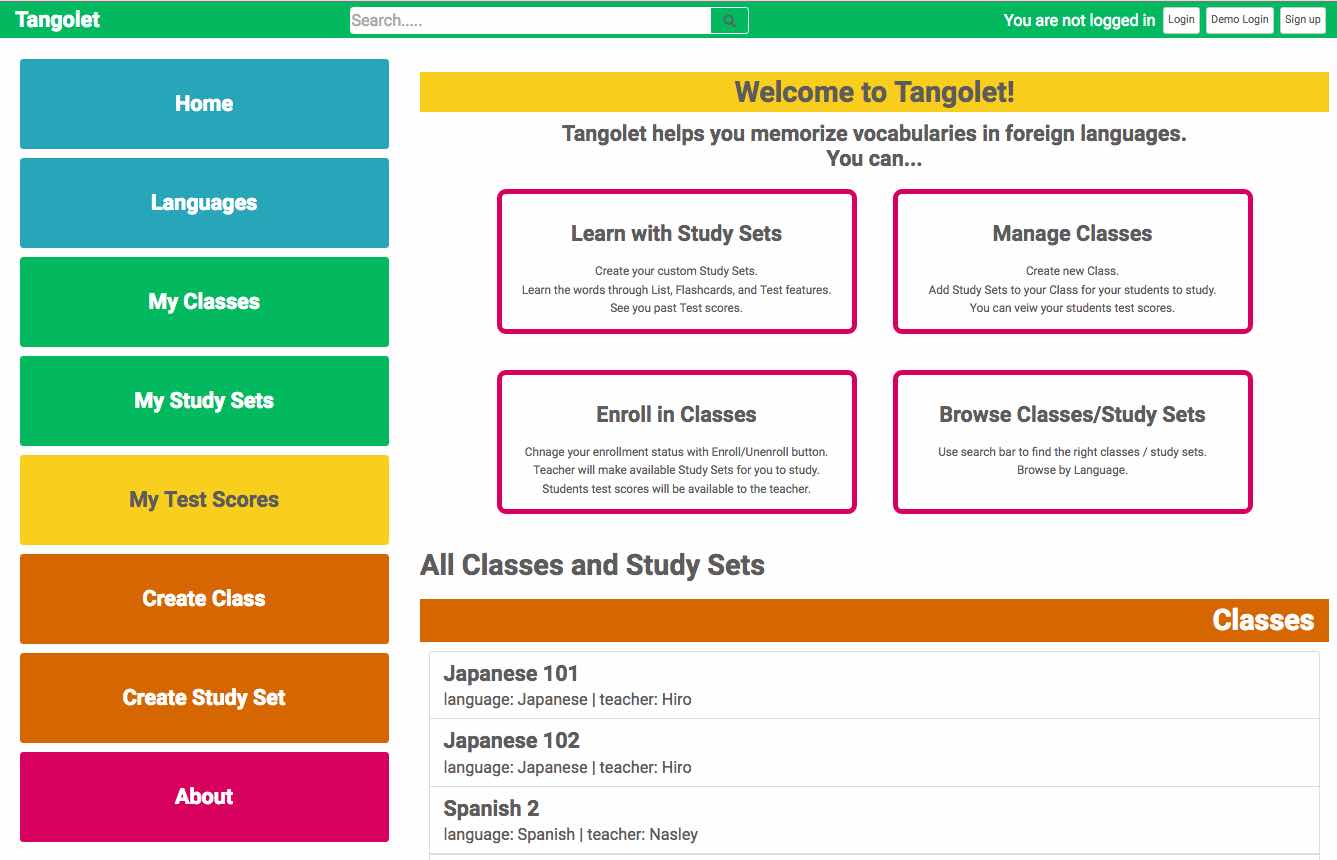 Tangolet
Search.....
You are not logged in
Login
Demo Login
Sign up
Home
Languages
My Classes
My Study Sets
My Test Scores
Create Class
Create Study Set
About
Welcome to Tangolet!
Tangolet helps you memorize vocabularies in foreign languages.
You can...
Learn with Study Sets
Create your custom Study Sets.
Learn the words through List, Flashcards, and Test features.
See you past Test scores.
Manage Classes
Create new Class.
Add Study Sets to your Class for your students to study.
You can veiw your students test scores.
Enroll in Classes
Chnage your enrollment status with Enroll/Unenroll button.
Teacher will make available Study Sets for you to study.
Students test scores will be available to the teacher.
Browse Classes/Study Sets
Use search bar to find the right classes / study sets.
Browse by Language.
All Classes and Study Sets
Classes
Japanese 101
language: Japanese | teacher: Hiro
Japanese 102
language: Japanese | teacher: Hiro
Spanish 2
language: Spanish | teacher: Nasley